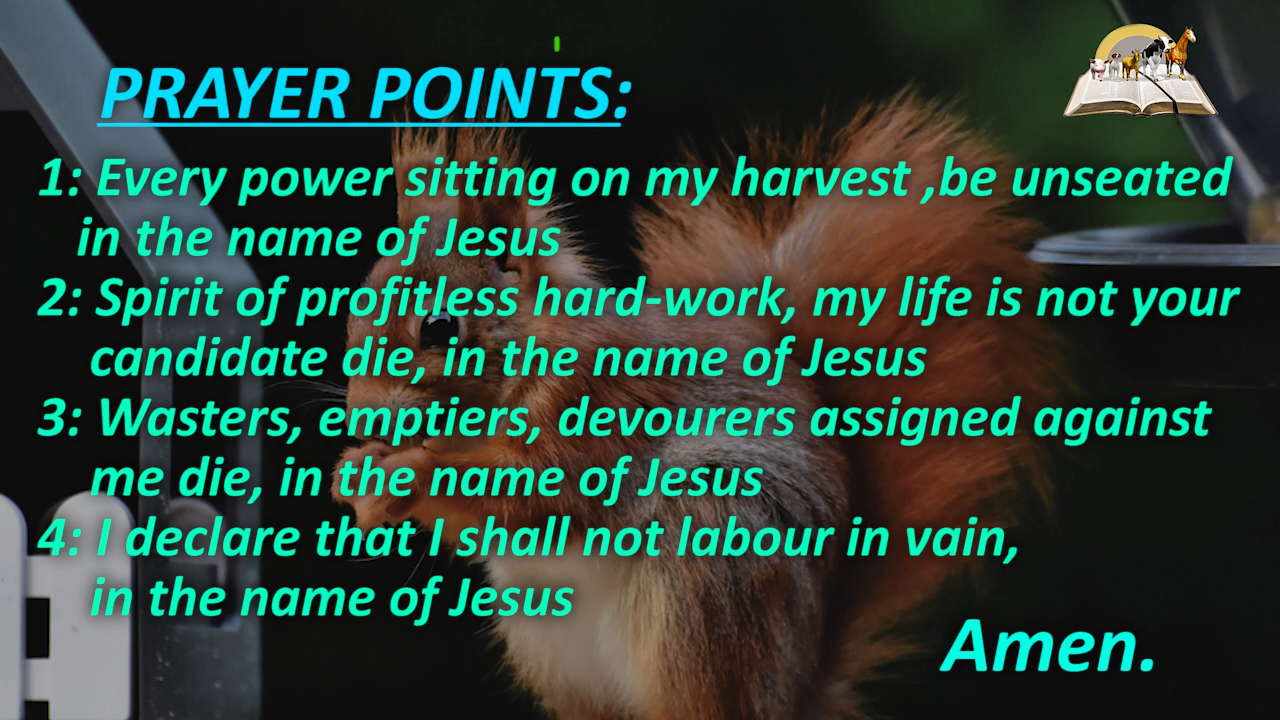 PRAYER POINTS:
1: Every power sitting on my harvest ,be unseated
in the name of Jesus
2: Spirit of profitless hard-work, my life is not your
candidate die, in the name of Jesus
3: Wasters, emptiers, devourers assigned against
me die, in the name of Jesus
4: I declare that I shall not labour in vain,
in the name of Jesus
Amen.